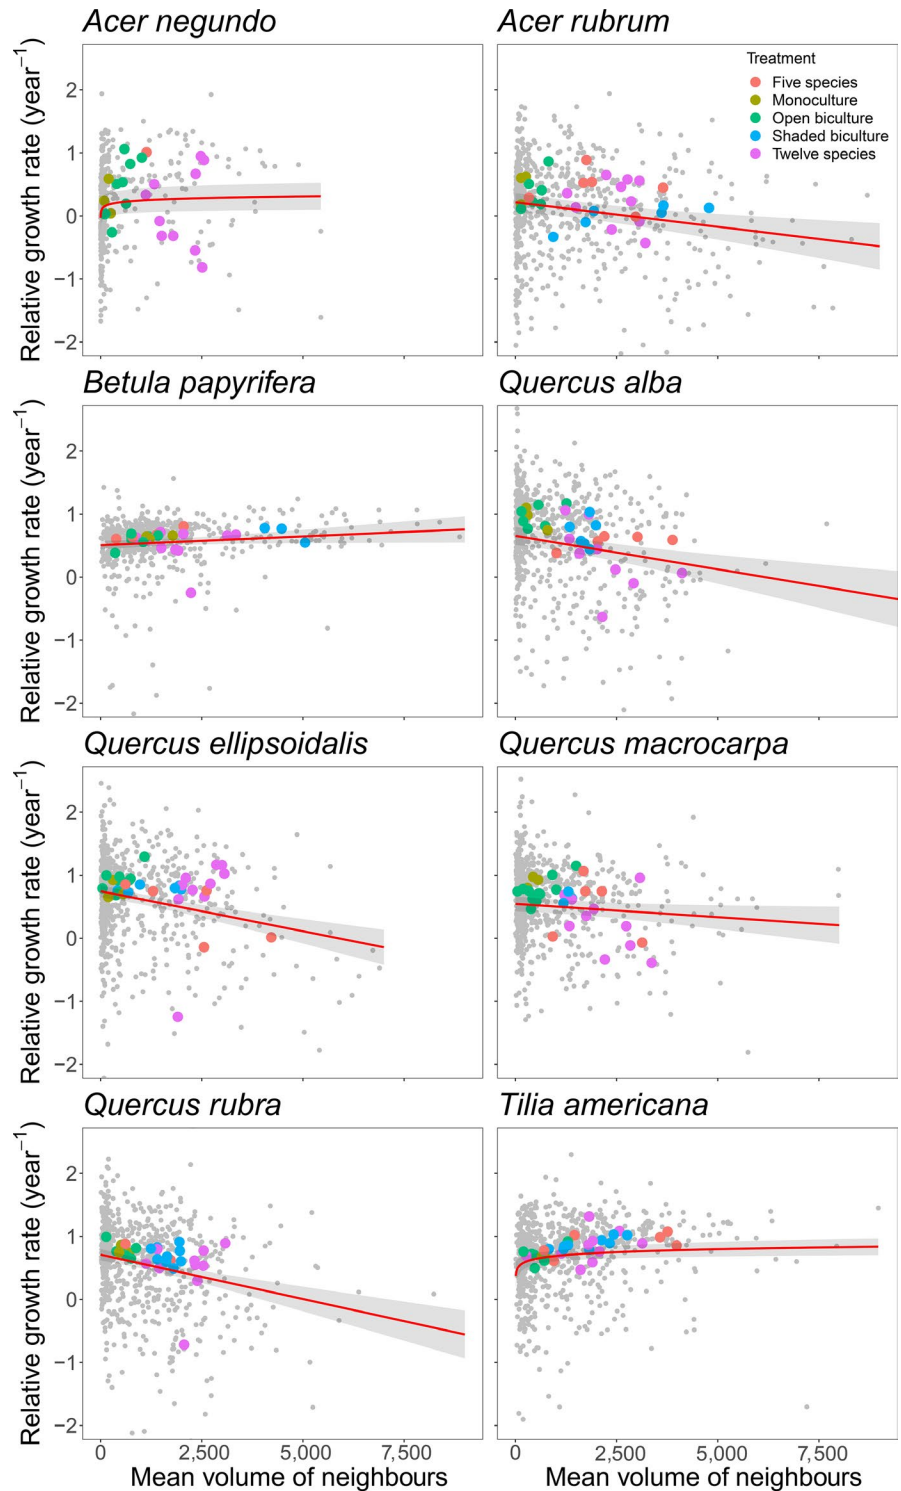 Acer negundo
Acer rubrum
Relative growth rate (year⁻¹)
2
1
0
−1
−2
Treatment
Five species
Monoculture
Open biculture
Shaded biculture
Twelve species
Betula papyrifera
Quercus alba
Relative growth rate (year⁻¹)
2
1
0
−1
−2
Quercus ellipsoidalis
Quercus macrocarpa
Relative growth rate (year⁻¹)
2
1
0
−1
−2
Quercus rubra
Tilia americana
Relative growth rate (year⁻¹)
2
1
0
−1
−2
0 2,500 5,000 7,500
0 2,500 5,000 7,500
Mean volume of neighbours
Mean volume of neighbours